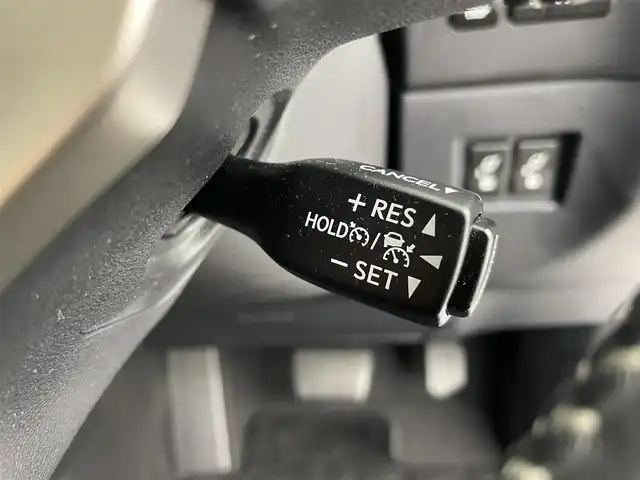 CANCEL
+ RES
HOLD /
- SET